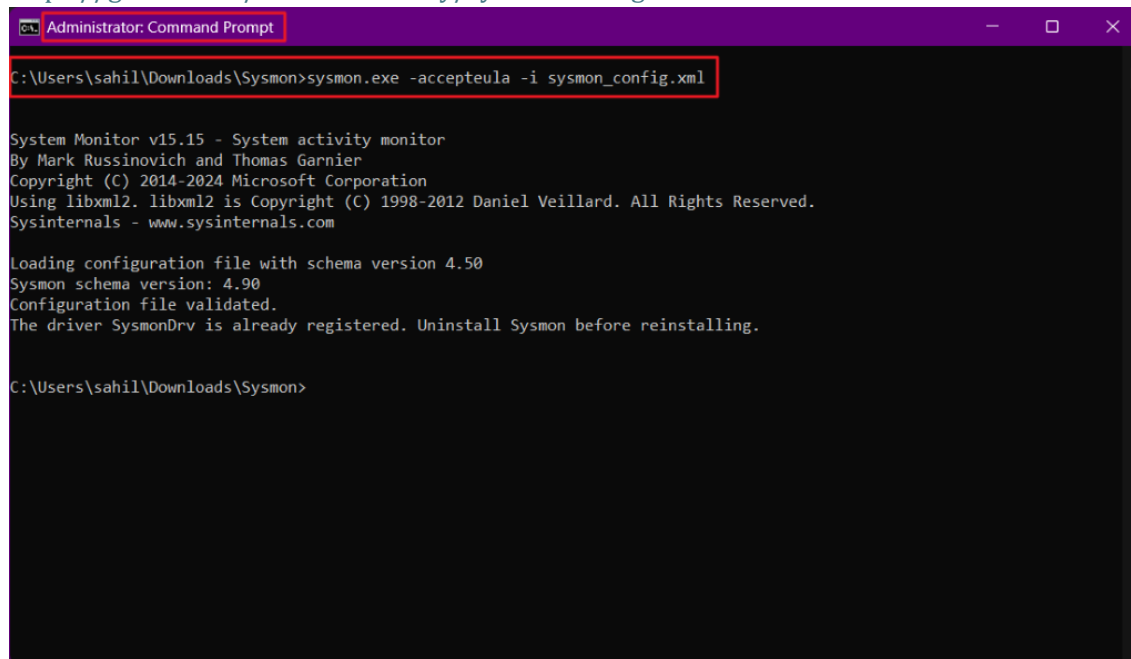 Administrator: Command Prompt
C:\Users\sahil\Downloads\Sysmon>sysmon.exe -accepteula -i sysmon_config.xml
System Monitor v15.15 - System activity monitor
By Mark Russinovich and Thomas Garnier
Copyright (C) 2014-2024 Microsoft Corporation
Using libxml2. libxml2 is Copyright (C) 1998-2012 Daniel Veillard. All Rights Reserved.
Sysinternals - www.sysinternals.com
Loading configuration file with schema version 4.50
Sysmon schema version: 4.90
Configuration file validated.
The driver SysmonDrv is already registered. Uninstall Sysmon before reinstalling.
C:\Users\sahil\Downloads\Sysmon>